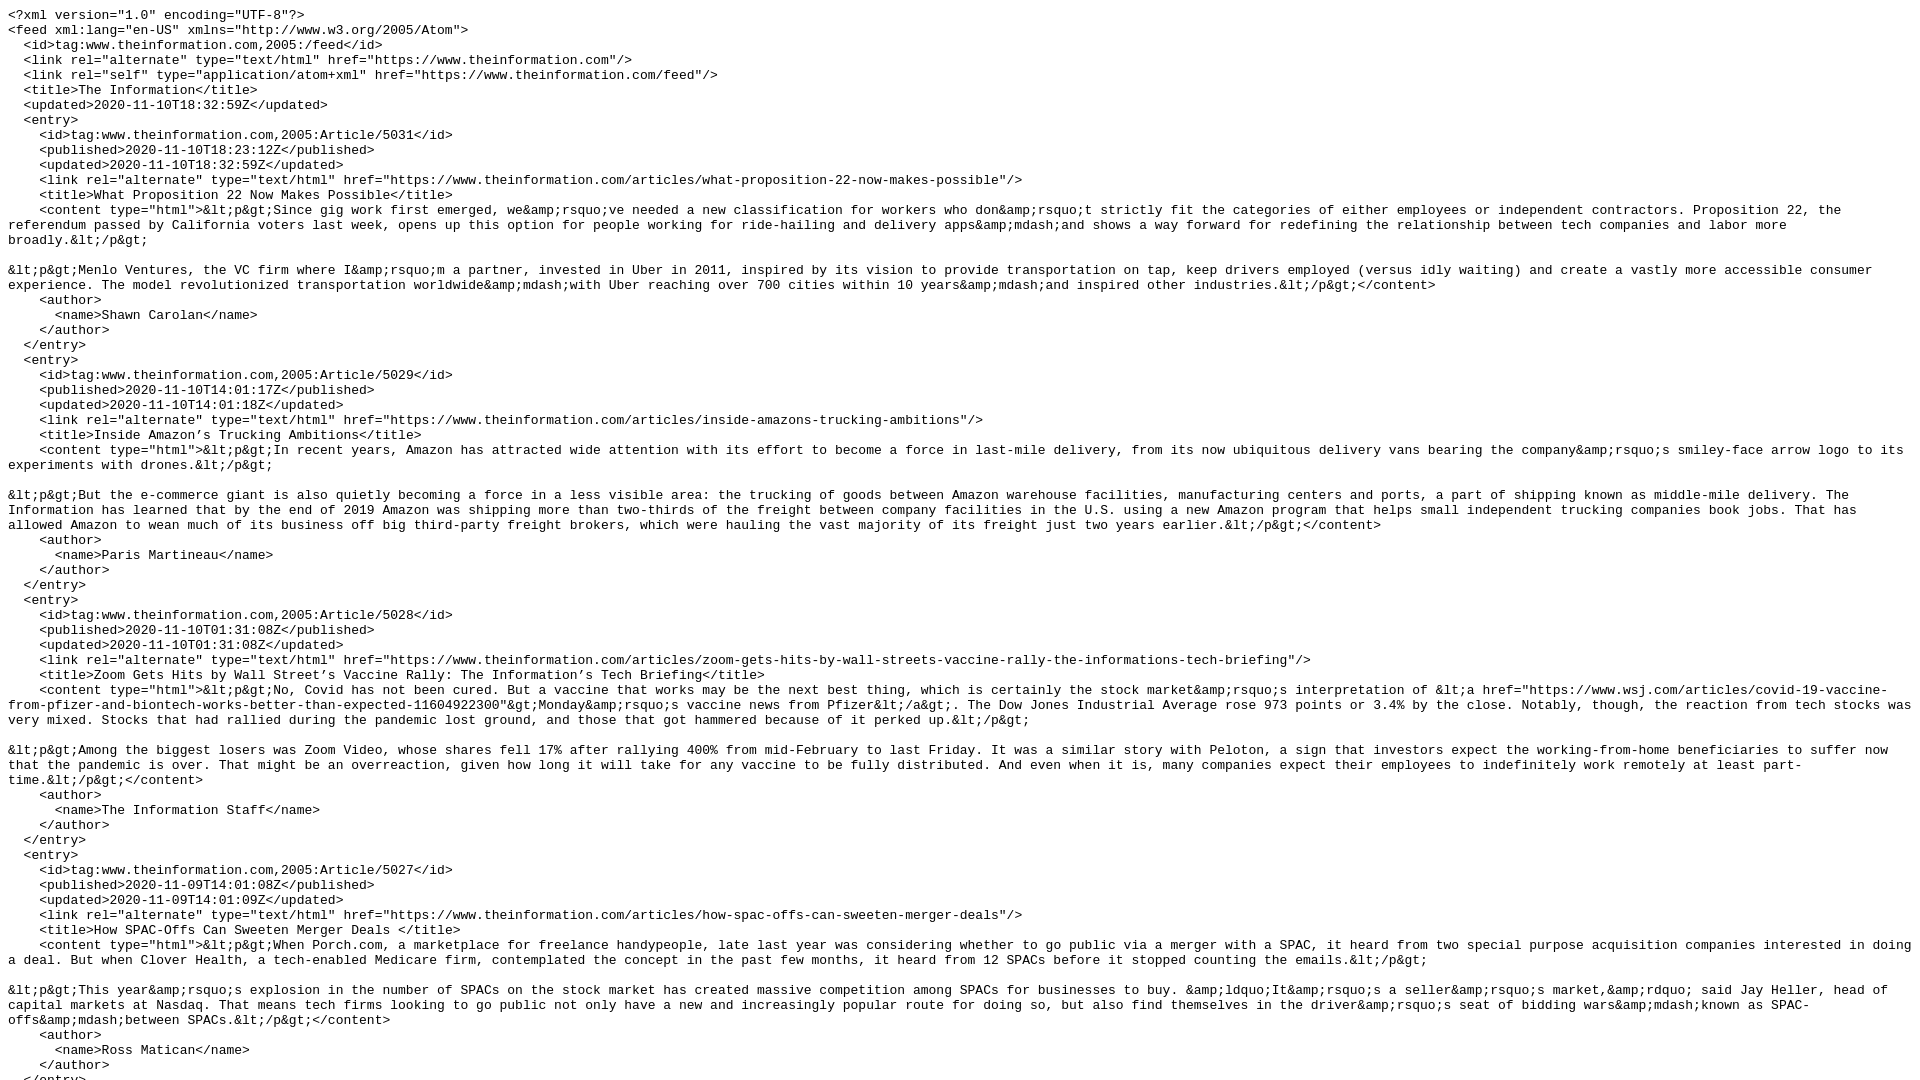 <?xml version="1.0" encoding="UTF-8"?>
<feed xml:lang="en-US" xmlns="http://www.w3.org/2005/Atom">
  <id>tag:www.theinformation.com,2005:/feed</id>
  <link rel="alternate" type="text/html" href="https://www.theinformation.com"/>
  <link rel="self" type="application/atom+xml" href="https://www.theinformation.com/feed"/>
  <title>The Information</title>
  <updated>2020-11-10T18:32:59Z</updated>
  <entry>
    <id>tag:www.theinformation.com,2005:Article/5031</id>
    <published>2020-11-10T18:23:12Z</published>
    <updated>2020-11-10T18:32:59Z</updated>
    <link rel="alternate" type="text/html" href="https://www.theinformation.com/articles/what-proposition-22-now-makes-possible"/>
    <title>What Proposition 22 Now Makes Possible</title>
    <content type="html">&lt;p&gt;Since gig work first emerged, we&amp;rsquo;ve needed a new classification for workers who don&amp;rsquo;t strictly fit the categories of either employees or independent contractors. Proposition 22, the
referendum passed by California voters last week, opens up this option for people working for ride-hailing and delivery apps&amp;mdash;and shows a way forward for redefining the relationship between tech companies and labor more
broadly.&lt;/p&gt;

&lt;p&gt;Menlo Ventures, the VC firm where I&amp;rsquo;m a partner, invested in Uber in 2011, inspired by its vision to provide transportation on tap, keep drivers employed (versus idly waiting) and create a vastly more accessible consumer
experience. The model revolutionized transportation worldwide&amp;mdash;with Uber reaching over 700 cities within 10 years&amp;mdash;and inspired other industries.&lt;/p&gt;</content>
    <author>
      <name>Shawn Carolan</name>
    </author>
  </entry>
  <entry>
    <id>tag:www.theinformation.com,2005:Article/5029</id>
    <published>2020-11-10T14:01:17Z</published>
    <updated>2020-11-10T14:01:18Z</updated>
    <link rel="alternate" type="text/html" href="https://www.theinformation.com/articles/inside-amazons-trucking-ambitions"/>
    <title>Inside Amazon’s Trucking Ambitions</title>
    <content type="html">&lt;p&gt;In recent years, Amazon has attracted wide attention with its effort to become a force in last-mile delivery, from its now ubiquitous delivery vans bearing the company&amp;rsquo;s smiley-face arrow logo to its
experiments with drones.&lt;/p&gt;

&lt;p&gt;But the e-commerce giant is also quietly becoming a force in a less visible area: the trucking of goods between Amazon warehouse facilities, manufacturing centers and ports, a part of shipping known as middle-mile delivery. The
Information has learned that by the end of 2019 Amazon was shipping more than two-thirds of the freight between company facilities in the U.S. using a new Amazon program that helps small independent trucking companies book jobs. That has
allowed Amazon to wean much of its business off big third-party freight brokers, which were hauling the vast majority of its freight just two years earlier.&lt;/p&gt;</content>
    <author>
      <name>Paris Martineau</name>
    </author>
  </entry>
  <entry>
    <id>tag:www.theinformation.com,2005:Article/5028</id>
    <published>2020-11-10T01:31:08Z</published>
    <updated>2020-11-10T01:31:08Z</updated>
    <link rel="alternate" type="text/html" href="https://www.theinformation.com/articles/zoom-gets-hits-by-wall-streets-vaccine-rally-the-informations-tech-briefing"/>
    <title>Zoom Gets Hits by Wall Street’s Vaccine Rally: The Information’s Tech Briefing</title>
    <content type="html">&lt;p&gt;No, Covid has not been cured. But a vaccine that works may be the next best thing, which is certainly the stock market&amp;rsquo;s interpretation of &lt;a href="https://www.wsj.com/articles/covid-19-vaccine-
from-pfizer-and-biontech-works-better-than-expected-11604922300"&gt;Monday&amp;rsquo;s vaccine news from Pfizer&lt;/a&gt;. The Dow Jones Industrial Average rose 973 points or 3.4% by the close. Notably, though, the reaction from tech stocks was
very mixed. Stocks that had rallied during the pandemic lost ground, and those that got hammered because of it perked up.&lt;/p&gt;

&lt;p&gt;Among the biggest losers was Zoom Video, whose shares fell 17% after rallying 400% from mid-February to last Friday. It was a similar story with Peloton, a sign that investors expect the working-from-home beneficiaries to suffer now
that the pandemic is over. That might be an overreaction, given how long it will take for any vaccine to be fully distributed. And even when it is, many companies expect their employees to indefinitely work remotely at least part-
time.&lt;/p&gt;</content>
    <author>
      <name>The Information Staff</name>
    </author>
  </entry>
  <entry>
    <id>tag:www.theinformation.com,2005:Article/5027</id>
    <published>2020-11-09T14:01:08Z</published>
    <updated>2020-11-09T14:01:09Z</updated>
    <link rel="alternate" type="text/html" href="https://www.theinformation.com/articles/how-spac-offs-can-sweeten-merger-deals"/>
    <title>How SPAC-Offs Can Sweeten Merger Deals </title>
    <content type="html">&lt;p&gt;When Porch.com, a marketplace for freelance handypeople, late last year was considering whether to go public via a merger with a SPAC, it heard from two special purpose acquisition companies interested in doing
a deal. But when Clover Health, a tech-enabled Medicare firm, contemplated the concept in the past few months, it heard from 12 SPACs before it stopped counting the emails.&lt;/p&gt;

&lt;p&gt;This year&amp;rsquo;s explosion in the number of SPACs on the stock market has created massive competition among SPACs for businesses to buy. &amp;ldquo;It&amp;rsquo;s a seller&amp;rsquo;s market,&amp;rdquo; said Jay Heller, head of
capital markets at Nasdaq. That means tech firms looking to go public not only have a new and increasingly popular route for doing so, but also find themselves in the driver&amp;rsquo;s seat of bidding wars&amp;mdash;known as SPAC-
offs&amp;mdash;between SPACs.&lt;/p&gt;</content>
    <author>
      <name>Ross Matican</name>
    </author>
  </entry>